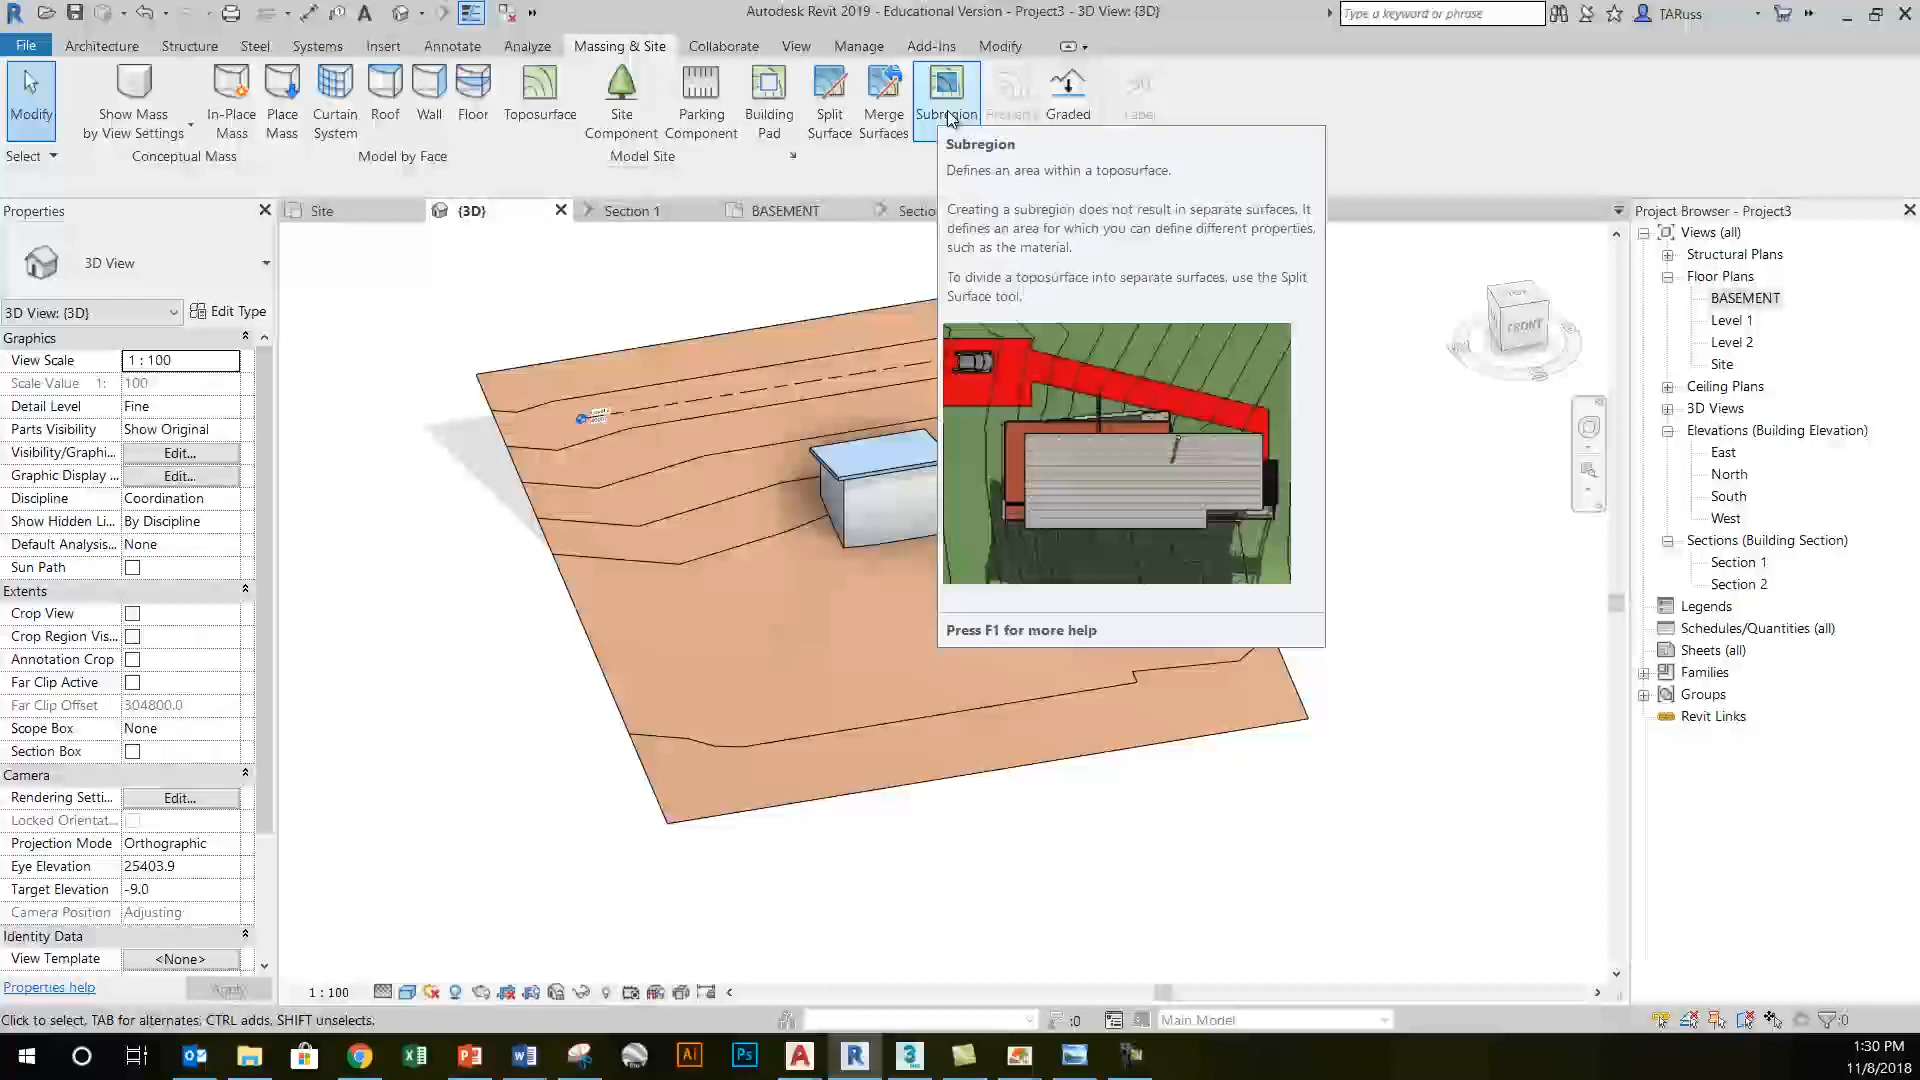 Autodesk Revit 2019 - Educational Version - Project3 - 3D View: {3D}
Type a keyword or phrase
TARuss
File
Architecture
Structure
Steel
Systems
Insert
Annotate
Analyze
Massing & Site
Collaborate
View
Manage
Add-Ins
Modify
Modify
Show Mass
by View Settings
In-Place
Mass
Place
Mass
Curtain
System
Roof
Wall
Floor
Toposurface
Site
Component
Parking
Component
Building
Pad
Split
Surface
Merge
Surfaces
Subregion
Property
Graded
Label
Select
Conceptual Mass
Model by Face
Model Site
Subregion
Defines an area within a toposurface.
Creating a subregion does not result in separate surfaces. It
defines an area for which you can define different properties,
such as the material.
To divide a toposurface into separate surfaces, use the Split
Surface tool.
Press F1 for more help
Properties
Site
{3D}
Section 1
BASEMENT
Sectio
3D View
3D View: {3D}
Edit Type
Graphics
View Scale
1 : 100
Scale Value 1:
100
Detail Level
Fine
Parts Visibility
Show Original
Visibility/Graphi...
Edit...
Graphic Display ...
Edit...
Discipline
Coordination
Show Hidden Li...
By Discipline
Default Analysis...
None
Sun Path
Extents
Crop View
Crop Region Vis...
Annotation Crop
Far Clip Active
Far Clip Offset
304800.0
Scope Box
None
Section Box
Camera
Rendering Setti...
Edit...
Locked Orientat...
Projection Mode
Orthographic
Eye Elevation
25403.9
Target Elevation
-9.0
Camera Position
Adjusting
Identity Data
View Template
<None>
Properties help
Apply
FRONT
Project Browser - Project3
Views (all)
Structural Plans
Floor Plans
BASEMENT
Level 1
Level 2
Site
Ceiling Plans
3D Views
Elevations (Building Elevation)
East
North
South
West
Sections (Building Section)
Section 1
Section 2
Legends
Schedules/Quantities (all)
Sheets (all)
Families
Groups
Revit Links
1 : 100
Click to select, TAB for alternates, CTRL adds, SHIFT unselects.
:0
Main Model
:0
1:30 PM
11/8/2018